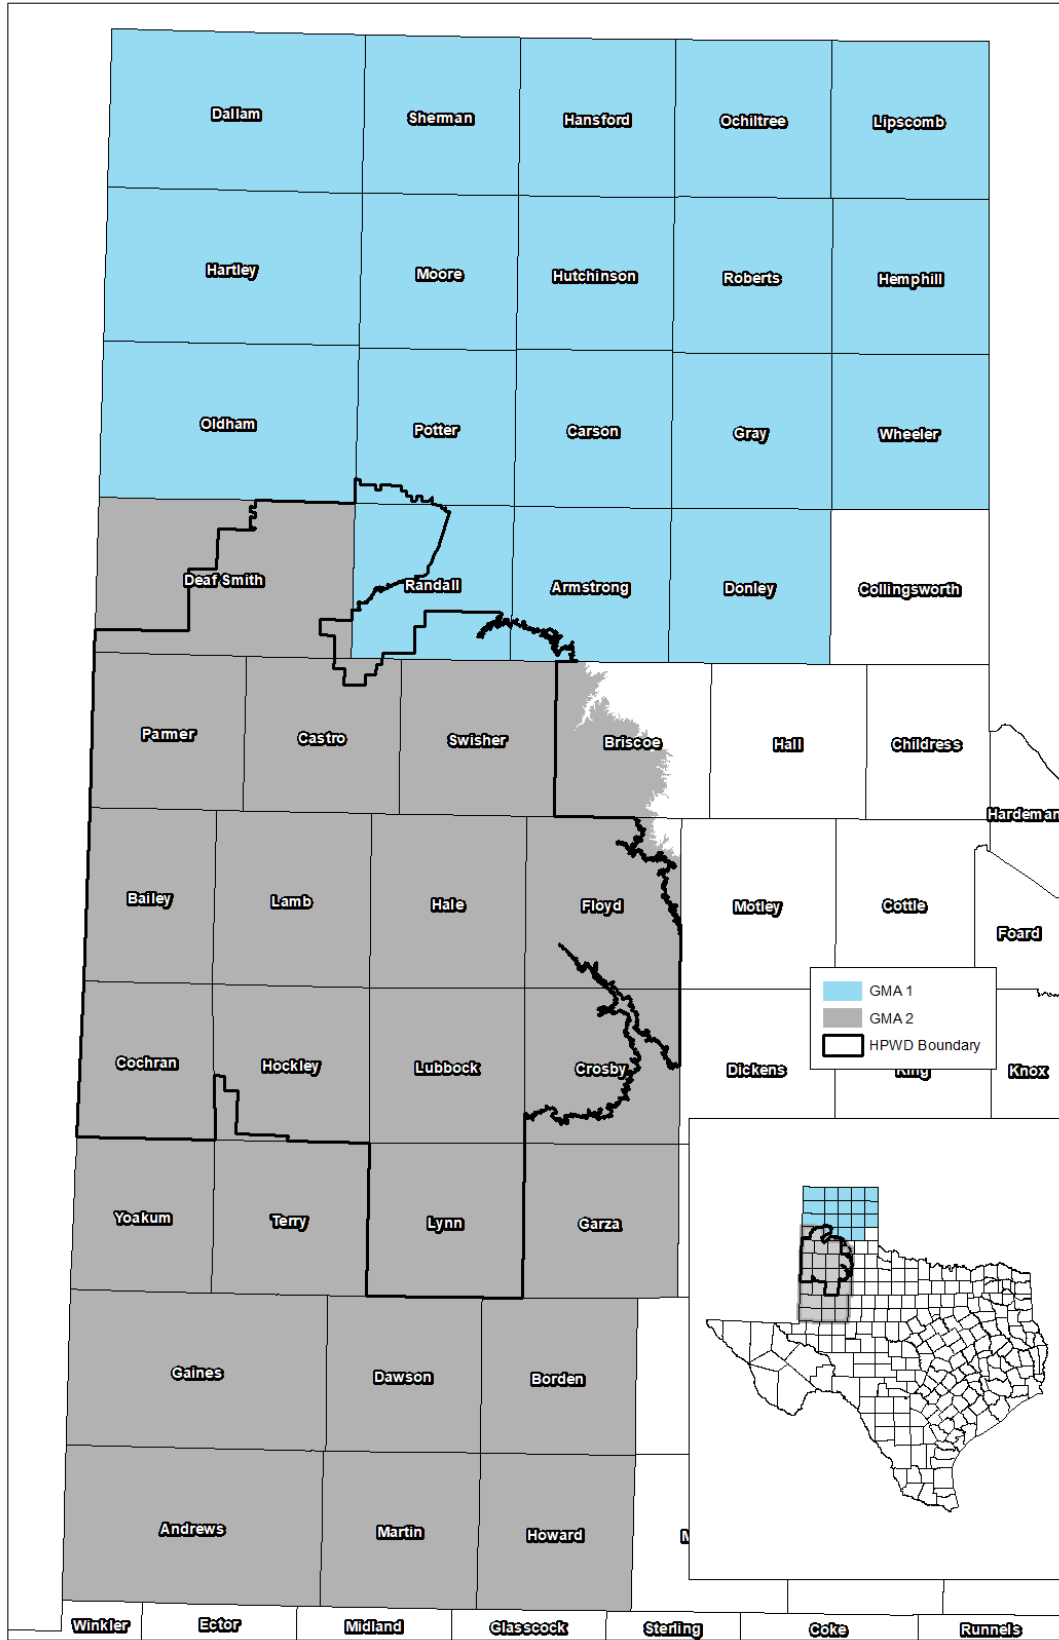 Dallam
Sherman
Hansford
Ochiltree
Lipscomb
Hartley
Moore
Hutchinson
Roberts
Hemphill
Oldham
Potter
Carson
Gray
Wheeler
Deaf Smith
Randall
Armstrong
Donley
Collingsworth
Parmer
Castro
Swisher
Briscoe
Hall
Childress
Hardeman
Bailey
Lamb
Hale
Floyd
Motley
Cottle
Foard
GMA 1
GMA 2
HPWD Boundary
Cochran
Hockley
Lubbock
Crosby
Dickens
King
Knox
Yoakum
Terry
Lynn
Garza
Gaines
Dawson
Borden
Andrews
Martin
Howard
Winkler
Ector
Midland
Glasscock
Sterling
Coke
Runnels